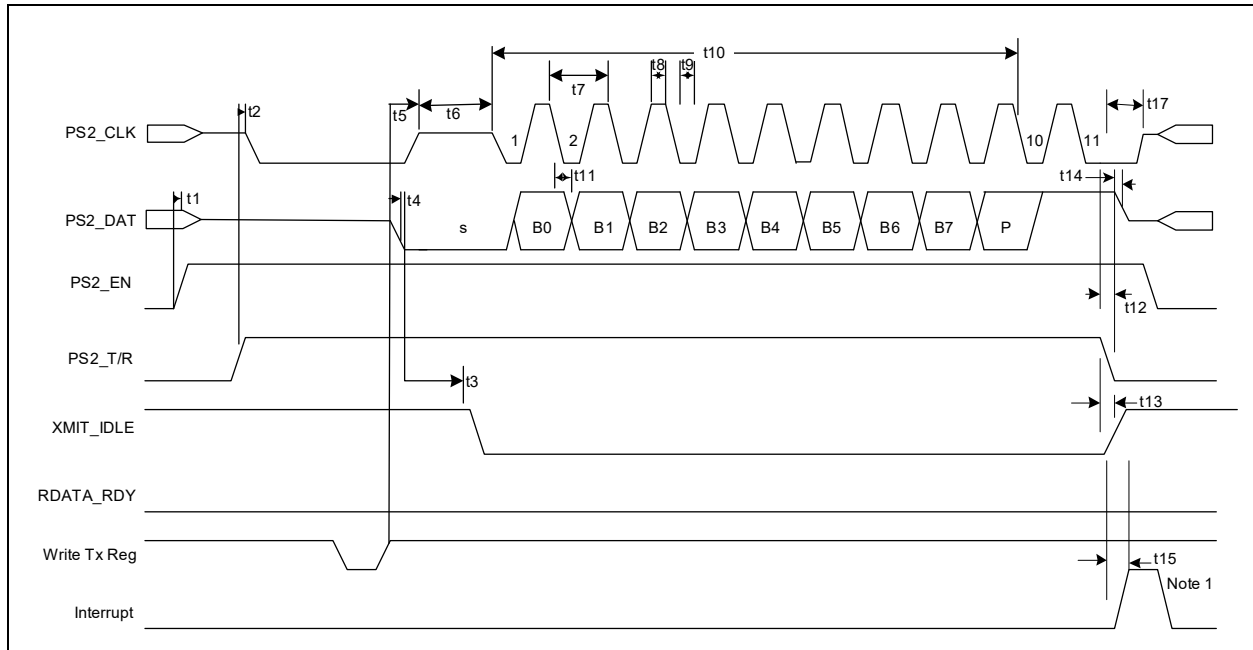 t10
t8 t9
t7
t2
t5 t6
t17
PS2_CLK
1 2 10 11
t11
t14
t1
t4
PS2_DAT
s B0 B1 B2 B3 B4 B5 B6 B7 P
PS2_EN
t12
PS2_T/R
t3
t13
XMIT_IDLE
RDATA_RDY
Write Tx Reg
t15
Note 1
Interrupt